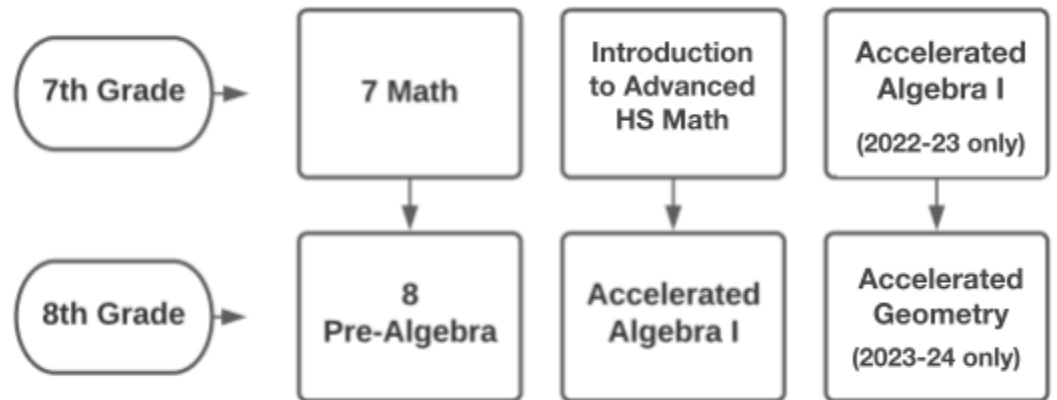 7th Grade
7 Math
Introduction
to Advanced
HS Math
Accelerated
Algebra I
(2022-23 only)
8th Grade
8
Pre-Algebra
Accelerated
Algebra I
Accelerated
Geometry
(2023-24 only)